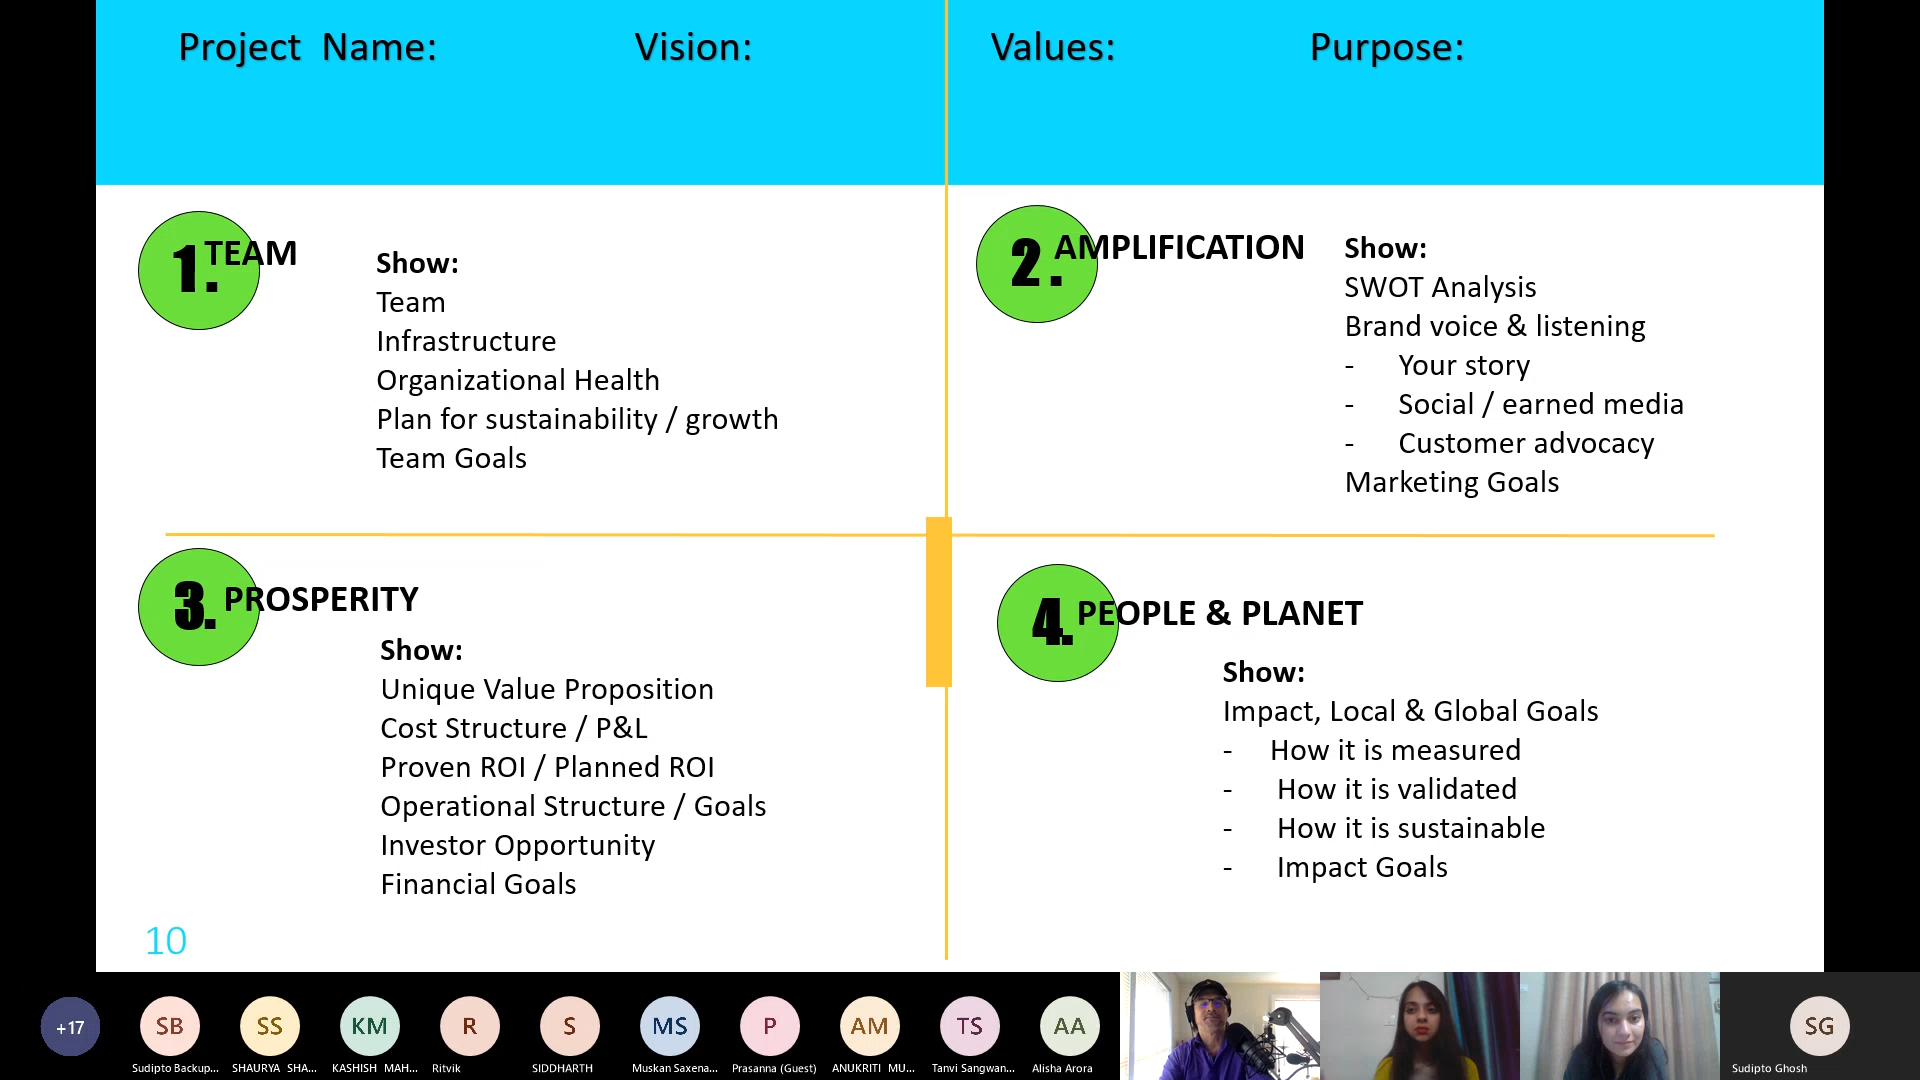 Project Name: Vision: Values: Purpose:
1. TEAM
Show:
Team
Infrastructure
Organizational Health
Plan for sustainability / growth
Team Goals
2. AMPLIFICATION
Show:
SWOT Analysis
Brand voice & listening
- Your story
- Social / earned media
- Customer advocacy
Marketing Goals
3. PROSPERITY
Show:
Unique Value Proposition
Cost Structure / P&L
Proven ROI / Planned ROI
Operational Structure / Goals
Investor Opportunity
Financial Goals
4. PEOPLE & PLANET
Show:
Impact, Local & Global Goals
- How it is measured
- How it is validated
- How it is sustainable
- Impact Goals
10
+17 SB SS KM R S MS P AM TS AA SG
Sudipto Backup... SHAURYA SHA... KASHISH MAH... Ritvik SIDDHARTH Muskan Saxena... Prasanna (Guest) ANUKRITI MU... Tanvi Sangwan... Alisha Arora Sudipto Ghosh